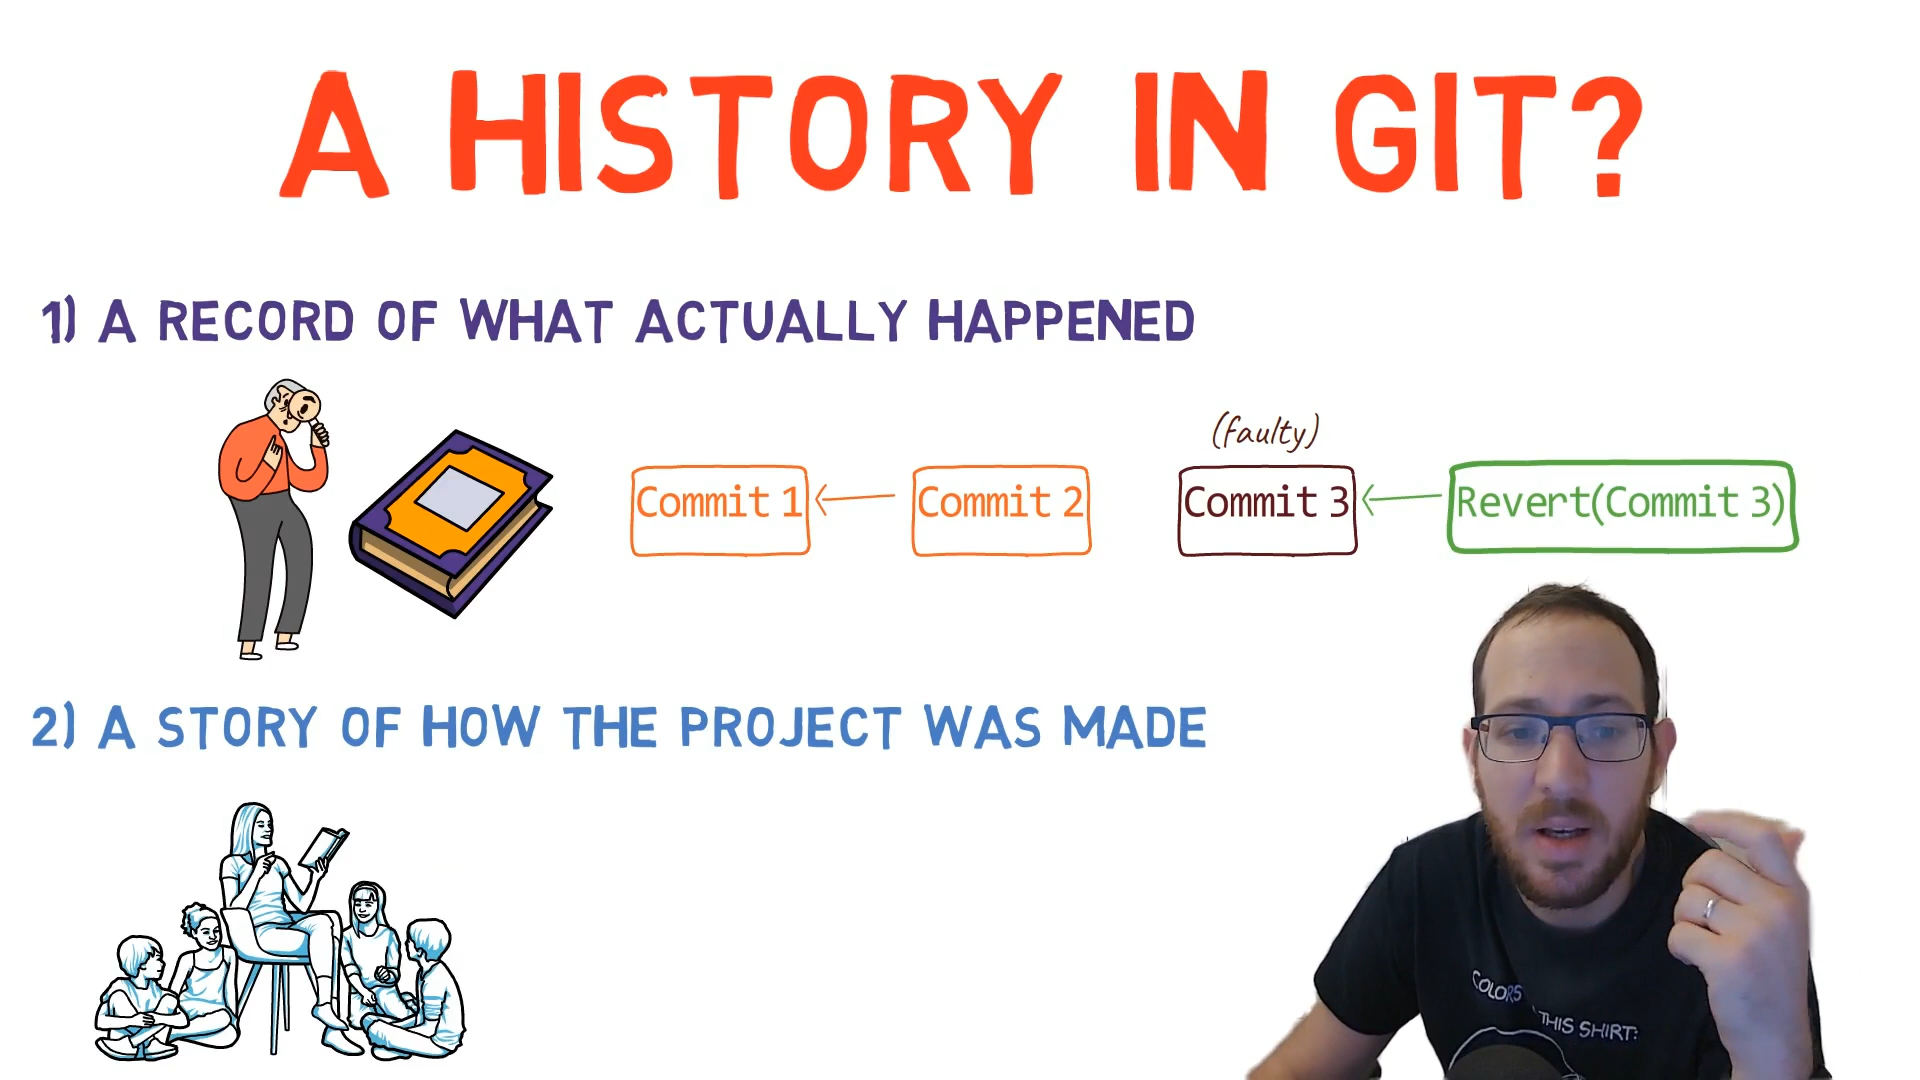 A HISTORY IN GIT?
1) A RECORD OF WHAT ACTUALLY HAPPENED
(faulty)
Commit 1
Commit 2
Commit 3
Revert(Commit 3)
2) A STORY OF HOW THE PROJECT WAS MADE
COLORS
THIS SHIRT: